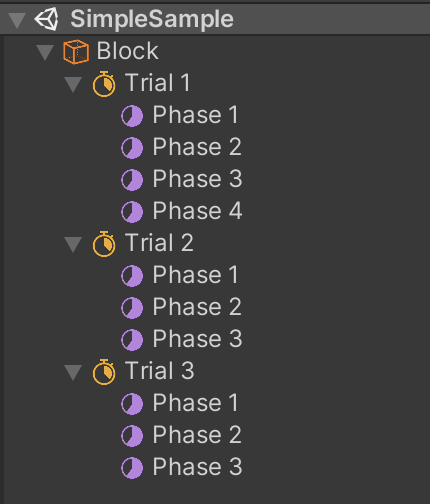 SimpleSample
Block
Trial 1
Phase 1
Phase 2
Phase 3
Phase 4
Trial 2
Phase 1
Phase 2
Phase 3
Trial 3
Phase 1
Phase 2
Phase 3